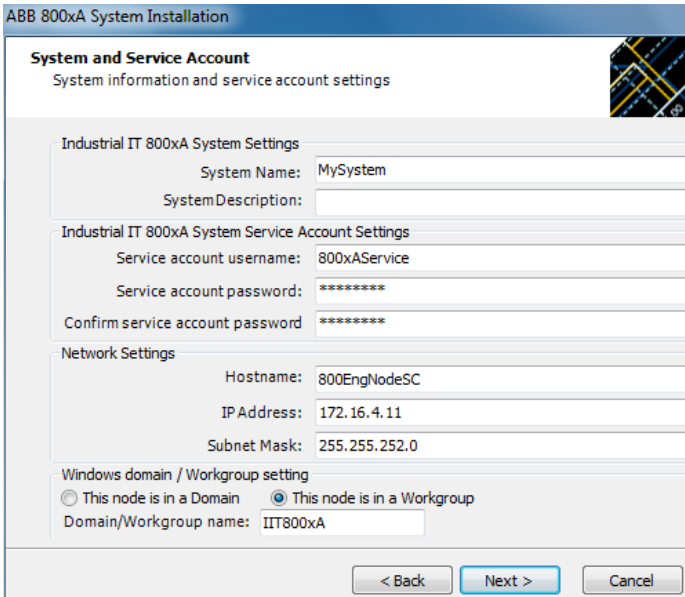 ABB 800xA System Installation
System and Service Account
System information and service account settings
Industrial IT 800xA System Settings
System Name: MySystem
System Description:
Industrial IT 800xA System Service Account Settings
Service account username: 800xAService
Service account password: ********
Confirm service account password ********
Network Settings
Hostname: 800EngNodeSC
IP Address: 172.16.4.11
Subnet Mask: 255.255.252.0
Windows domain / Workgroup setting
This node is in a Domain This node is in a Workgroup
Domain/Workgroup name: IIT800xA
< Back Next > Cancel